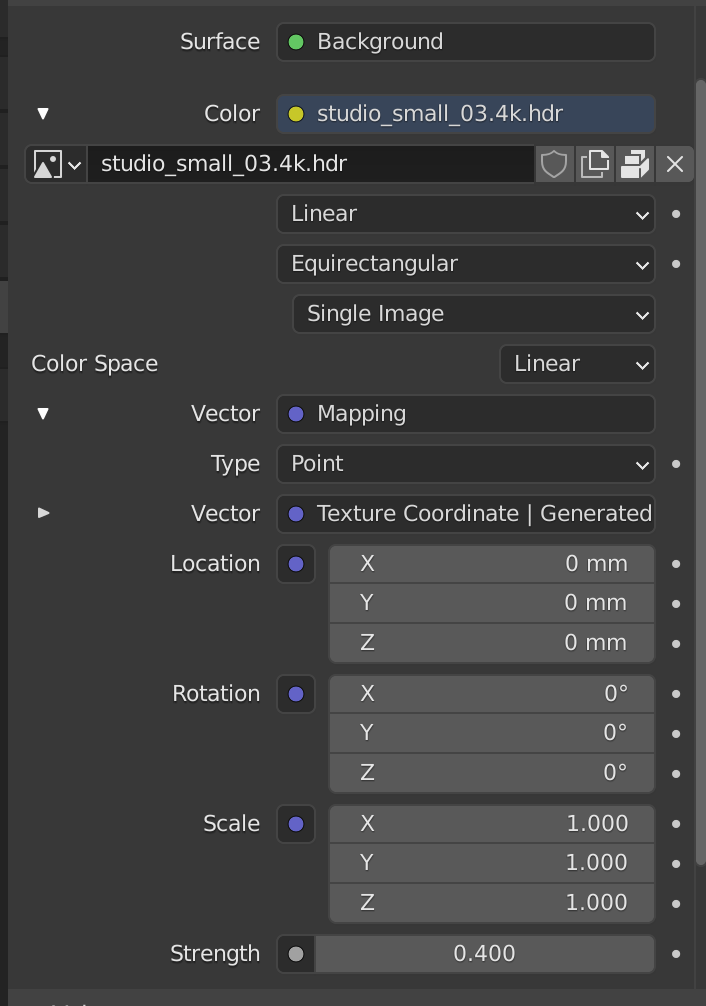 Surface Background
Color studio_small_03.4k.hdr
studio_small_03.4k.hdr
Linear
Equirectangular
Single Image
Color Space Linear
Vector Mapping
Type Point
Vector Texture Coordinate | Generated
Location X 0 mm
Y 0 mm
Z 0 mm
Rotation X 0°
Y 0°
Z 0°
Scale X 1.000
Y 1.000
Z 1.000
Strength 0.400